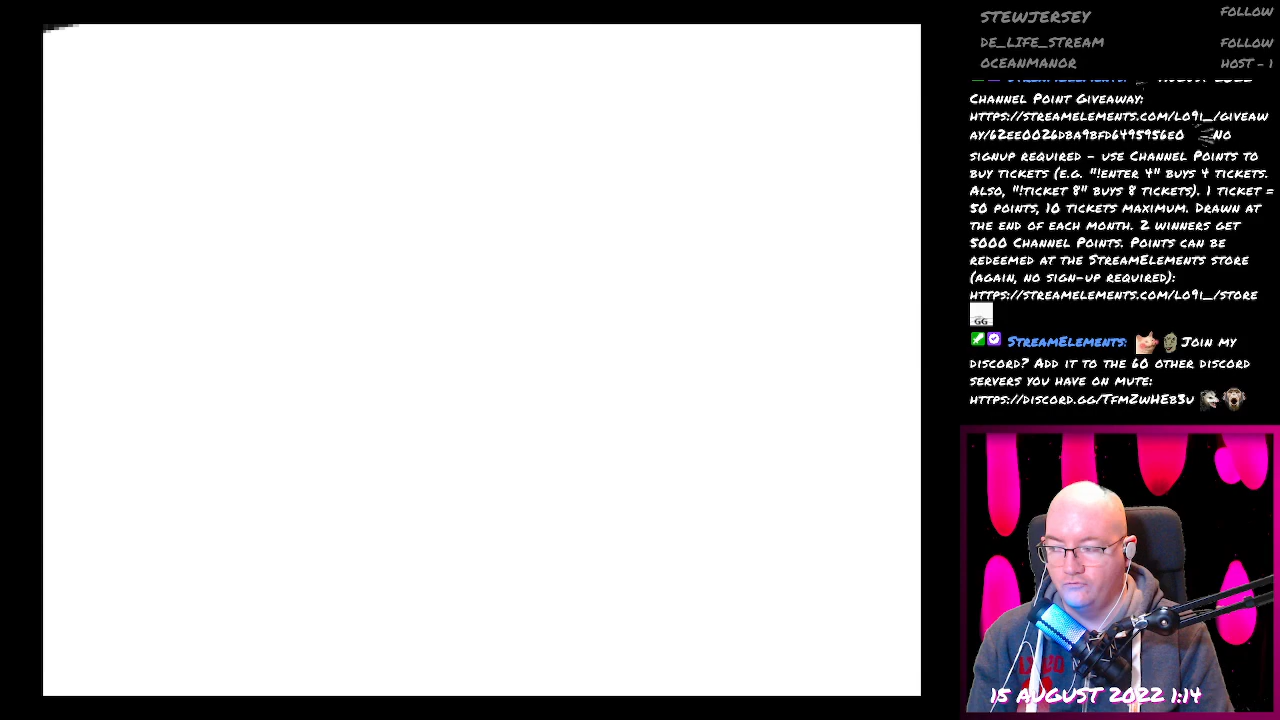 STEWJERSEY FOLLOW
DE_LIFE_STREAM FOLLOW
OCEANMANOR HOST - 1
Channel Point Giveaway:
https://streamelements.com/lo9i_/giveaw
ay/62ee0026dba9bfd6495956e0 No
signup required - use Channel Points to
buy tickets (e.g. "!enter 4" buys 4 tickets.
Also, "!ticket 8" buys 8 tickets). 1 ticket =
50 points, 10 tickets maximum. Drawn at
the end of each month. 2 winners get
5000 Channel Points. Points can be
redeemed at the StreamElements store
(again, no sign-up required):
https://streamelements.com/lo9i_/store
GG
StreamElements: Join my
discord? Add it to the 60 other discord
servers you have on mute:
https://discord.gg/TfmZWHEb3u
15 August 2022 1:14